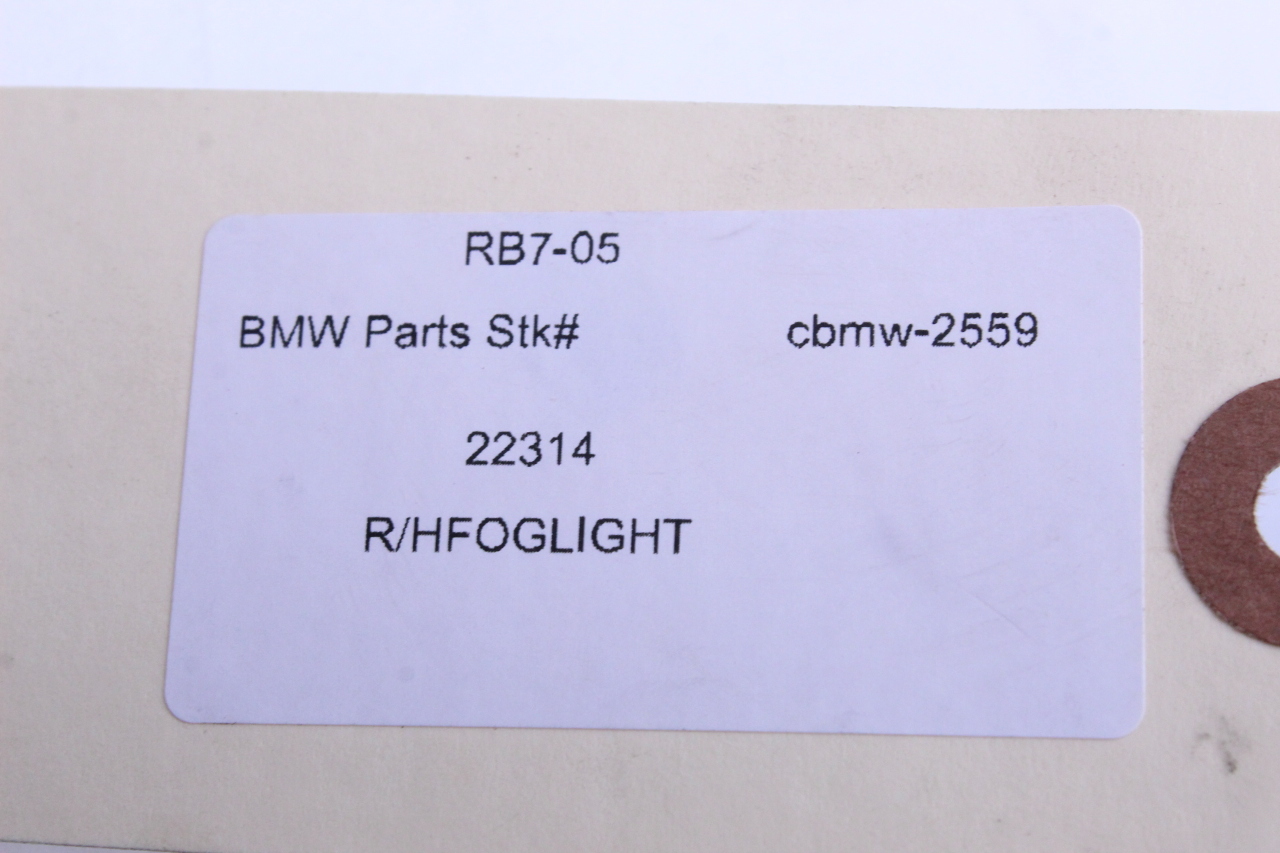 RB7-05
BMW Parts Stk# cbmw-2559
22314
R/HFOGLIGHT